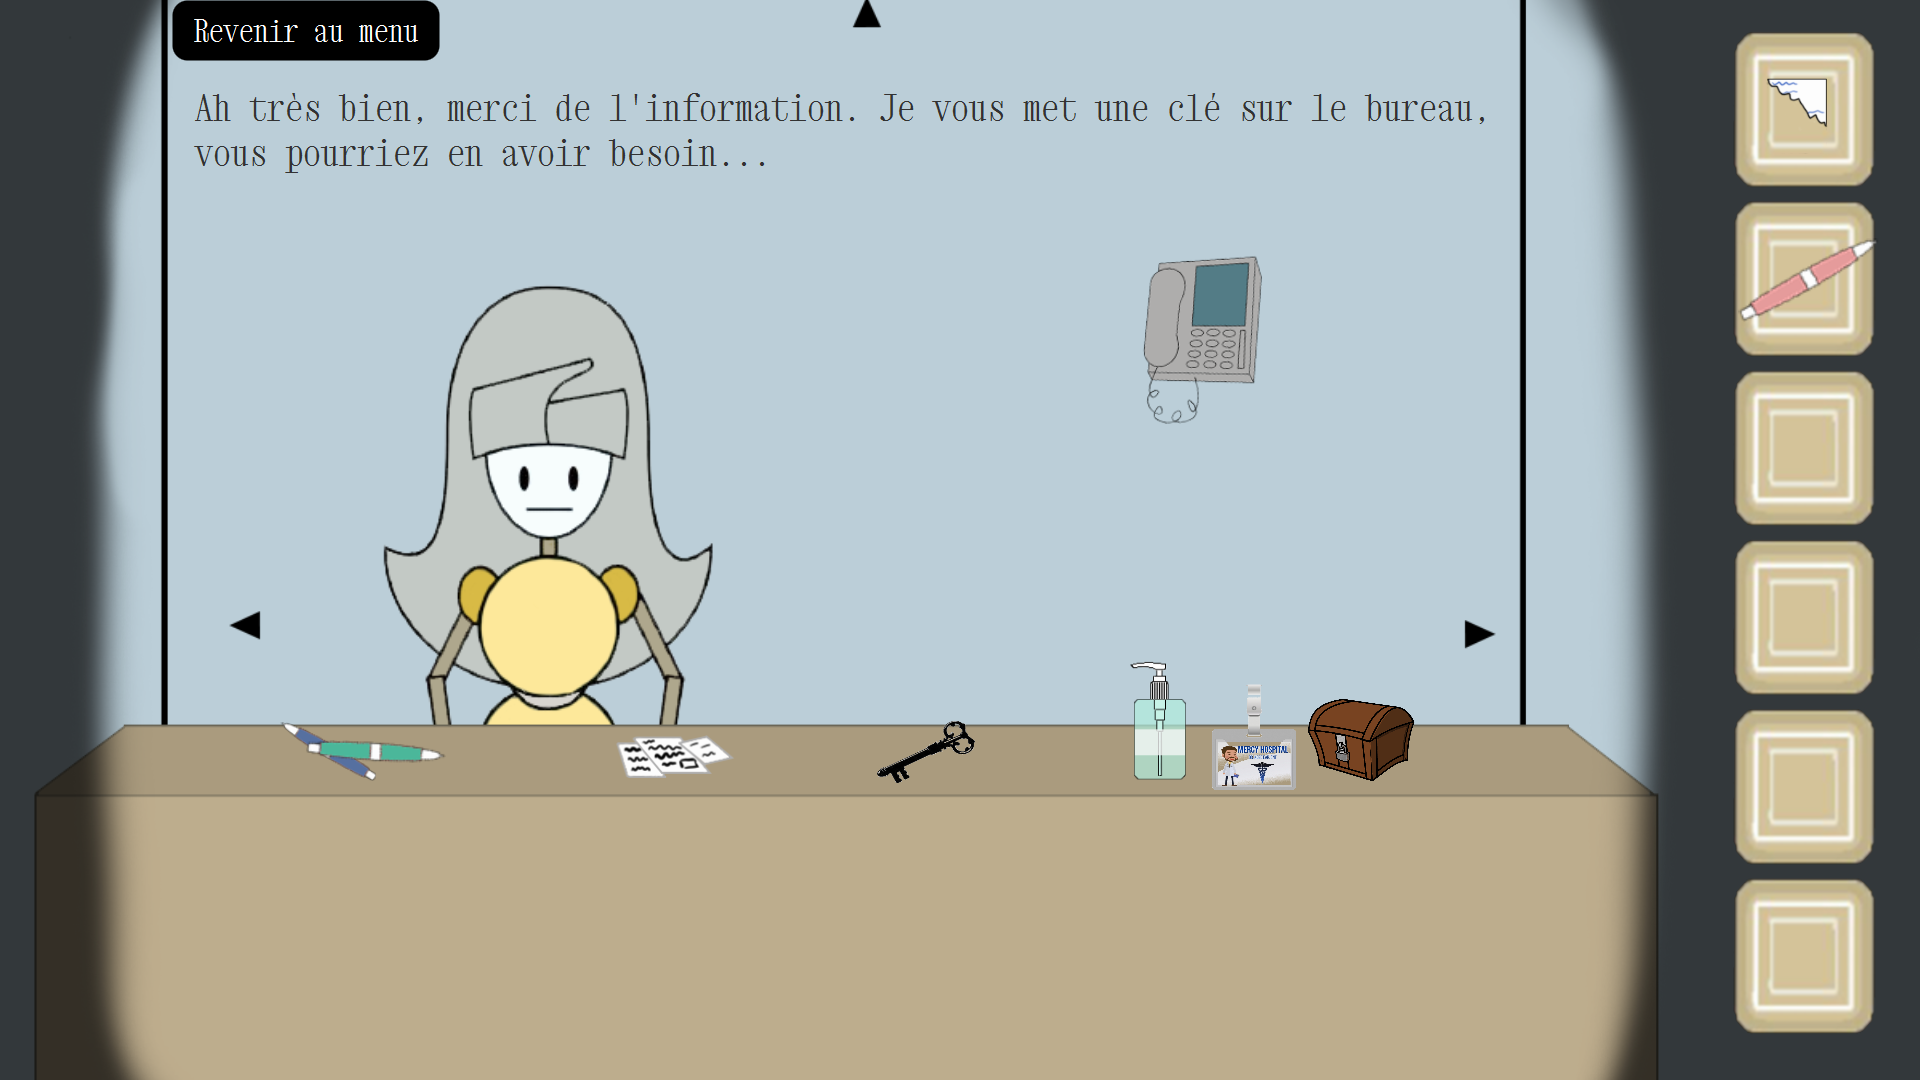 Revenir au menu
Ah très bien, merci de l'information. Je vous met une clé sur le bureau,
vous pourriez en avoir besoin...
MERCY HOSPITAL